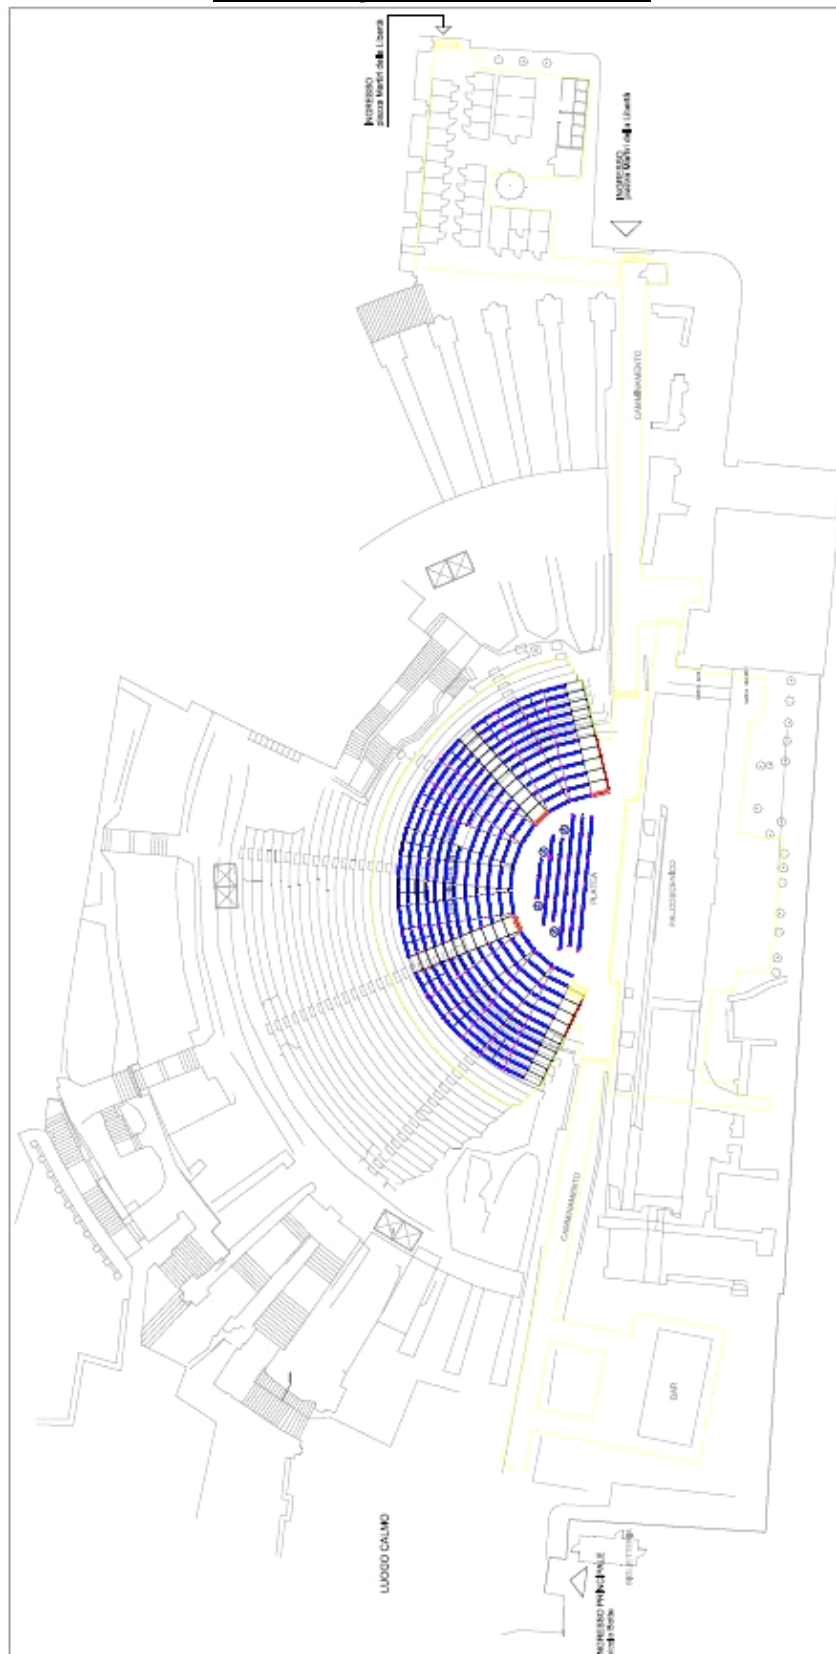 INGRESSO
piazza Martiri della Libertà
INGRESSO
piazza Martiri della Libertà
CAMMINAMENTO
PLATEA
PALCOSCENICO
CAMMINAMENTO
BAR
LUOGO CALMO
INGRESSO PRINCIPALE